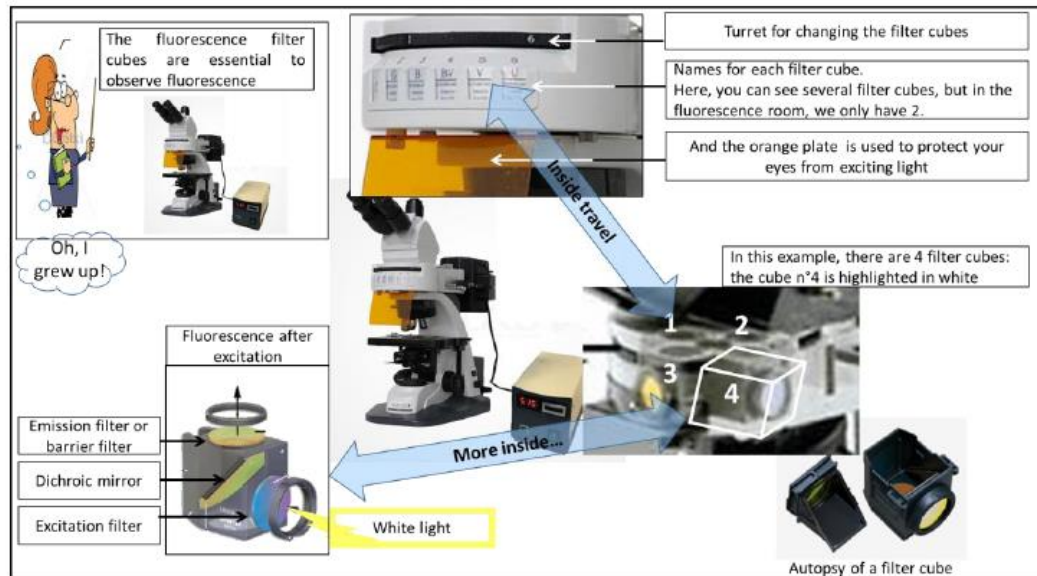 The fluorescence filter
cubes are essential to
observe fluorescence
Oh, I
grew up!
Turret for changing the filter cubes
Names for each filter cube.
Here, you can see several filter cubes, but in the
fluorescence room, we only have 2.
And the orange plate is used to protect your
eyes from exciting light
Inside travel
In this example, there are 4 filter cubes:
the cube n°4 is highlighted in white
1
2
3
4
Fluorescence after
excitation
Emission filter or
barrier filter
Dichroic mirror
Excitation filter
White light
More inside...
Autopsy of a filter cube